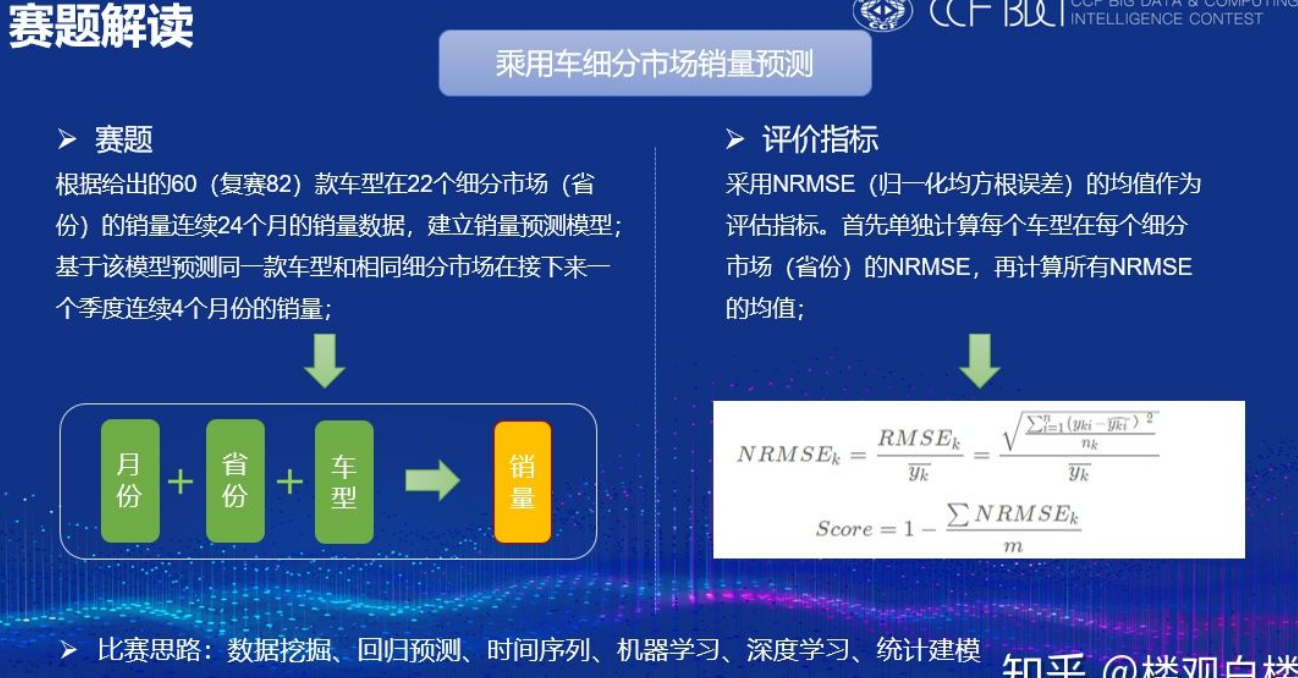 赛题解读
CCF BDCI
CCF BIG DATA & COMPUTING
INTELLIGENCE CONTEST
乘用车细分市场销量预测
➢ 赛题
根据给出的60（复赛82）款车型在22个细分市场（省
份）的销量连续24个月的销量数据，建立销量预测模型；
基于该模型预测同一款车型和相同细分市场在接下来一
个季度连续4个月份的销量；
月份 + 省份 + 车型 销量
➢ 评价指标
采用NRMSE（归一化均方根误差）的均值作为
评估指标。首先单独计算每个车型在每个细分
市场（省份）的NRMSE，再计算所有NRMSE
的均值；
$NRMSE_k = \frac{RMSE_k}{\overline{y_k}} = \frac{\sqrt{\frac{\sum_{i=1}^{n}(y_{ki} - \widehat{y_{ki}})^2}{n_k}}}{\overline{y_k}}$
$Score = 1 - \frac{\sum NRMSE_k}{m}$
➢ 比赛思路：数据挖掘、回归预测、时间序列、机器学习、深度学习、统计建模
知乎 @楼观白楼